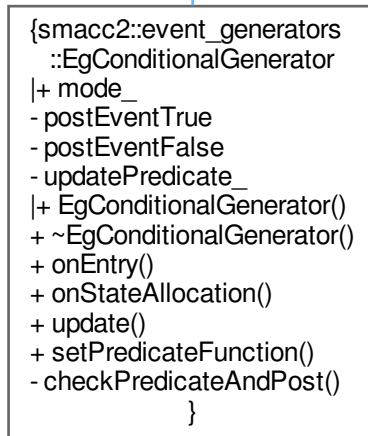 {smacc2::event_generators
::EgConditionalGenerator
|+ mode_
- postEventTrue
- postEventFalse
- updatePredicate_
|+ EgConditionalGenerator()
+ ~EgConditionalGenerator()
+ onEntry()
+ onStateAllocation()
+ update()
+ setPredicateFunction()
- checkPredicateAndPost()
}